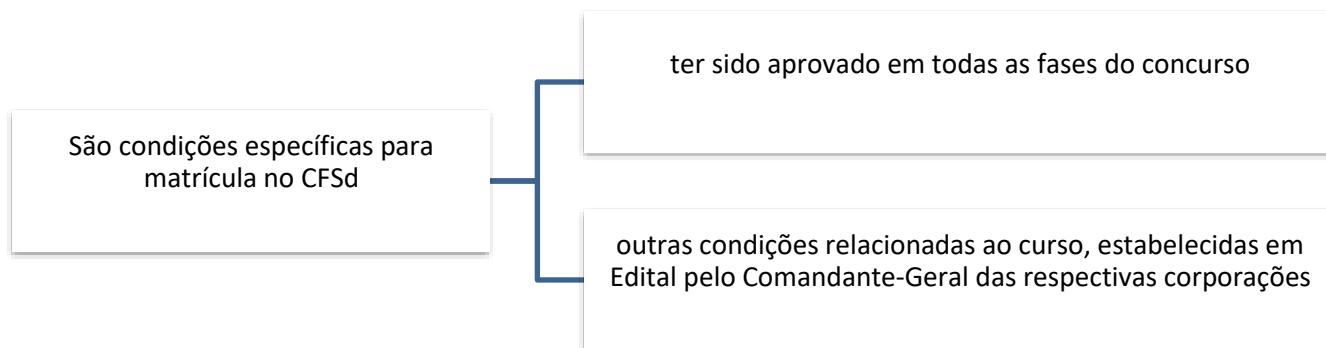 São condições específicas para
matrícula no CFSd
ter sido aprovado em todas as fases do concurso
outras condições relacionadas ao curso, estabelecidas em
Edital pelo Comandante-Geral das respectivas corporações